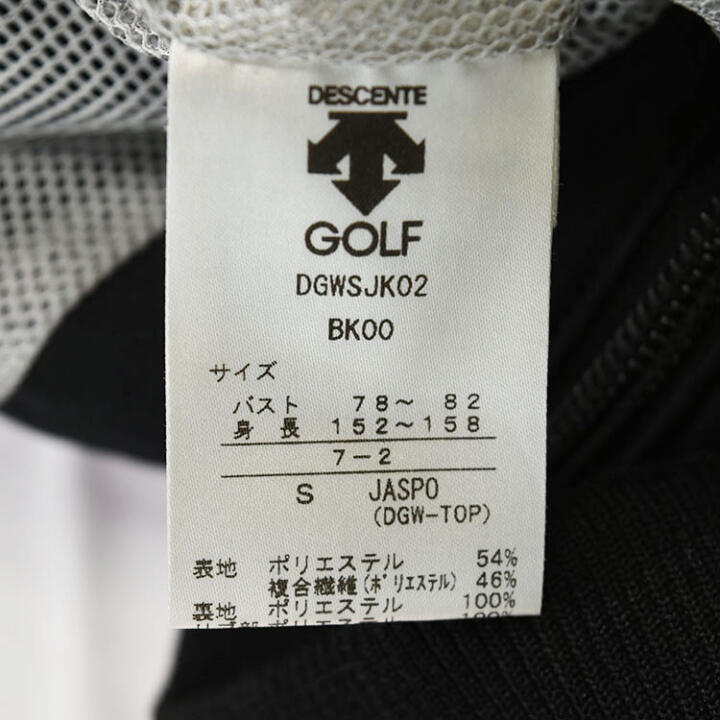 DESCENTE
GOLF
DGWSJK02
BK00
サイズ
バスト 78～ 82
身長 152～158
7-2
S JASPO
(DGW-TOP)
表地 ポリエステル 54%
複合繊維(ポリエステル) 46%
裏地 ポリエステル 100%